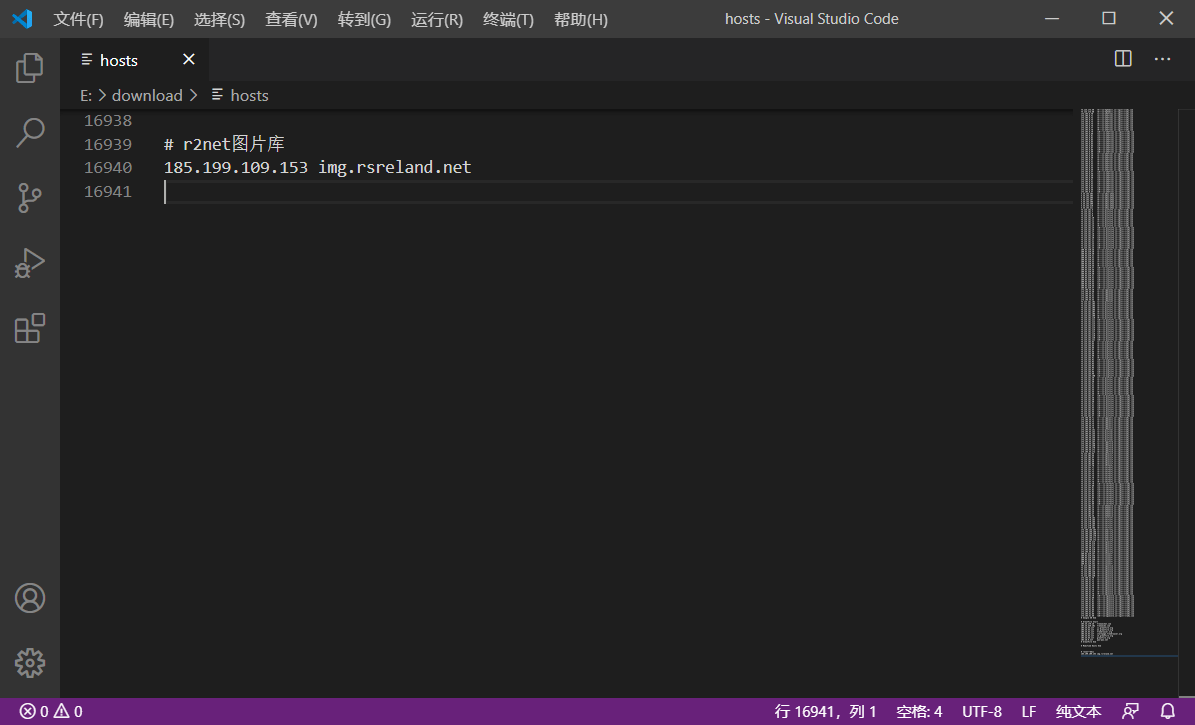 文件(F) 编辑(E) 选择(S) 查看(V) 转到(G) 运行(R) 终端(T) 帮助(H) hosts - Visual Studio Code
hosts
E: download hosts
16938
16939 # r2net图片库
16940 185.199.109.153 img.rsreland.net
16941
0 0 行 16941，列 1 空格: 4 UTF-8 LF 纯文本